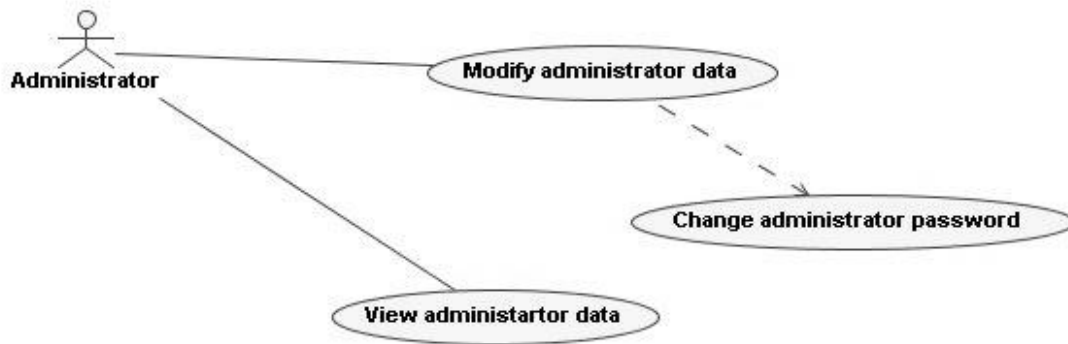 Administrator
Modify administrator data
Change administrator password
View administartor data